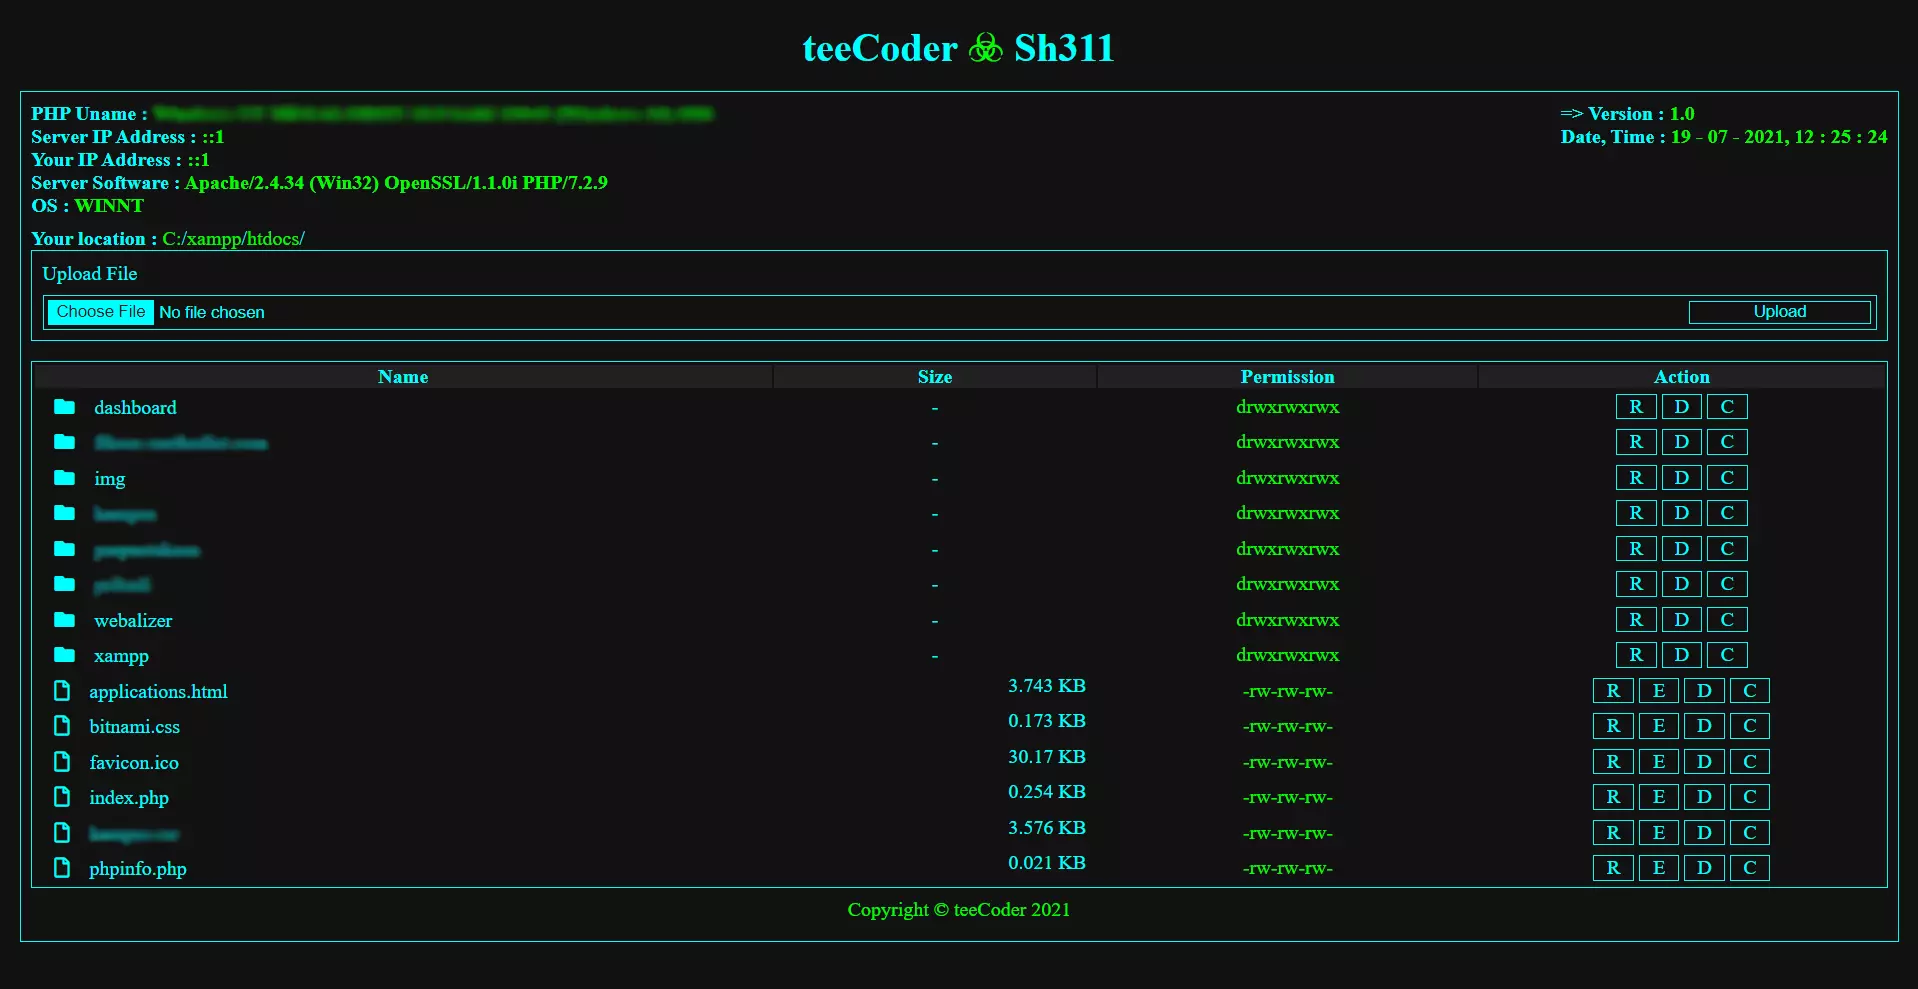 teeCoder ☣ Sh311
PHP Uname :
=> Version : 1.0
Server IP Address : ::1
Date, Time : 19 - 07 - 2021, 12 : 25 : 24
Your IP Address : ::1
Server Software : Apache/2.4.34 (Win32) OpenSSL/1.1.0i PHP/7.2.9
OS : WINNT
Your location : C:/xampp/htdocs/
Upload File
Choose File No file chosen Upload
Name Size Permission Action
dashboard - drwxrwxrwx R D C
- drwxrwxrwx R D C
img - drwxrwxrwx R D C
- drwxrwxrwx R D C
- drwxrwxrwx R D C
- drwxrwxrwx R D C
webalizer - drwxrwxrwx R D C
xampp - drwxrwxrwx R D C
applications.html 3.743 KB -rw-rw-rw- R E D C
bitnami.css 0.173 KB -rw-rw-rw- R E D C
favicon.ico 30.17 KB -rw-rw-rw- R E D C
index.php 0.254 KB -rw-rw-rw- R E D C
3.576 KB -rw-rw-rw- R E D C
phpinfo.php 0.021 KB -rw-rw-rw- R E D C
Copyright © teeCoder 2021